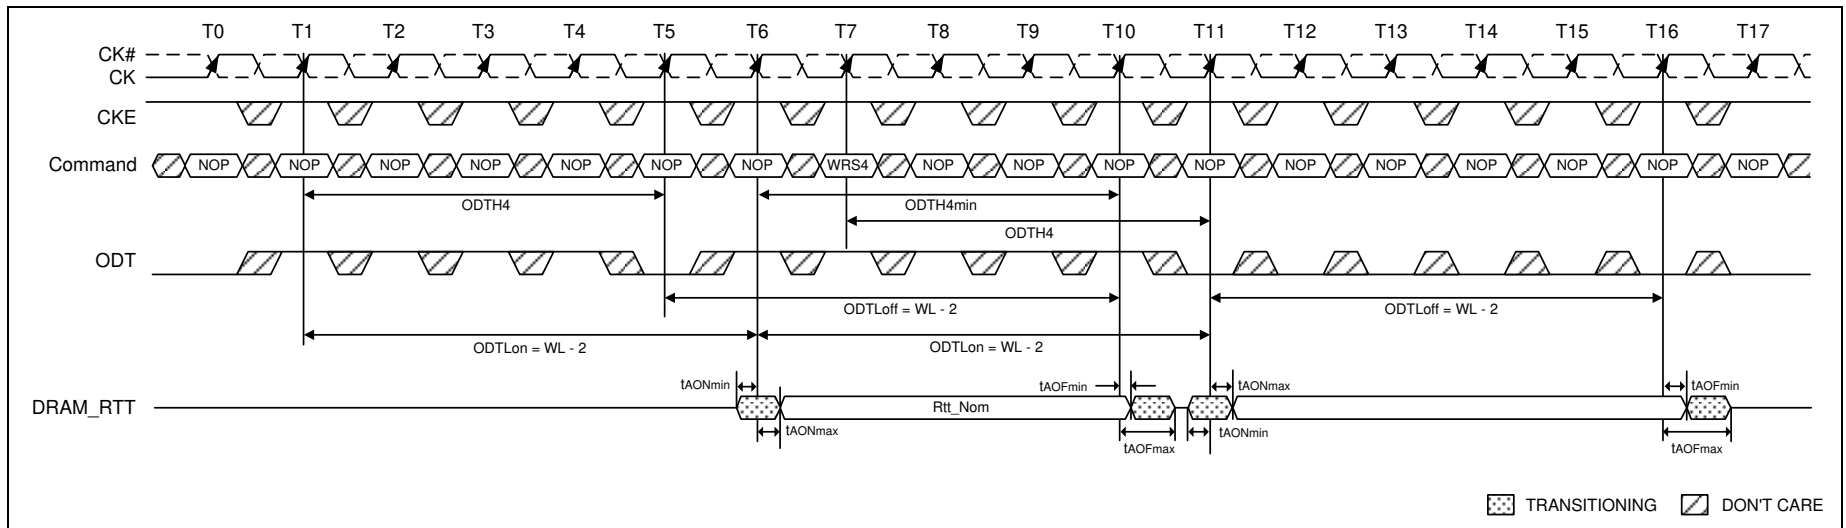 T0 T1 T2 T3 T4 T5 T6 T7 T8 T9 T10 T11 T12 T13 T14 T15 T16 T17
CK#
CK
CKE
Command NOP NOP NOP NOP NOP NOP NOP WRS4 NOP NOP NOP NOP NOP NOP NOP NOP NOP NOP
ODTH4 ODTH4min
ODTH4
ODT
ODTLoff = WL - 2 ODTLoff = WL - 2
ODTLon = WL - 2 ODTLon = WL - 2
tAONmin tAOFmin tAONmax tAOFmin
DRAM_RTT Rtt_Nom
tAONmax tAOFmax tAONmin tAOFmax
TRANSITIONING DON'T CARE